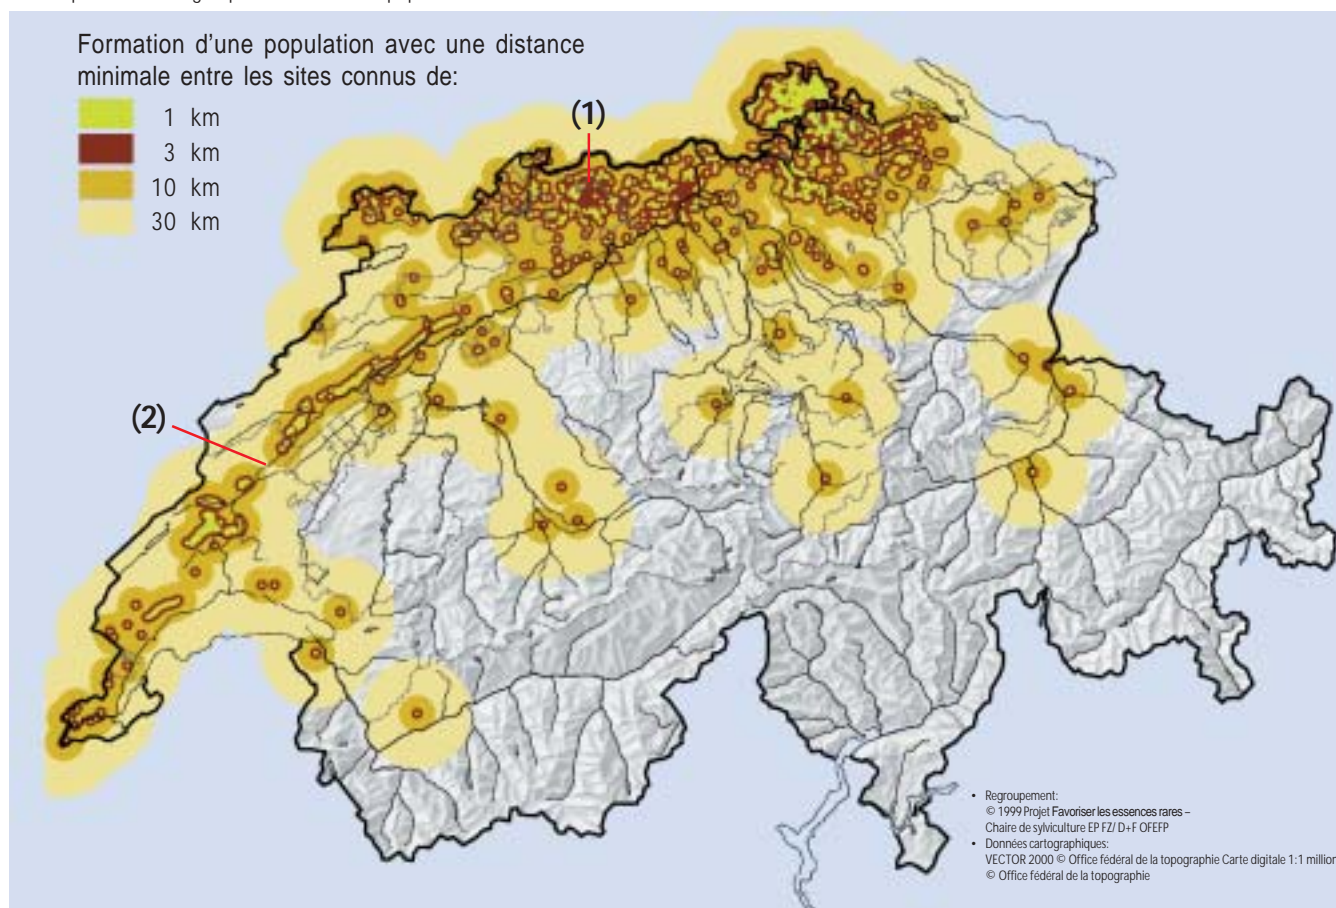 Formation d’une population avec une distance
minimale entre les sites connus de:
1 km
3 km
10 km
30 km
(1)
(2)
• Regroupement:
© 1999 Projet Favoriser les essences rares –
Chaire de sylviculture EP FZ/ D+F OFEFP
• Données cartographiques:
VECTOR 2000 © Office fédéral de la topographie Carte digitale 1:1 million
© Office fédéral de la topographie